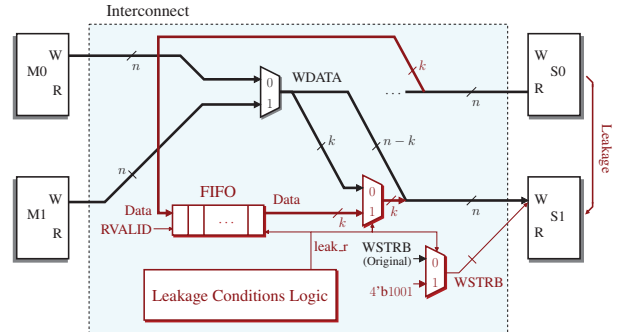 Interconnect
M0
W
R
n
0
1
WDATA
k
...
n
W
R
S0
Leakage
n
k
n − k
M1
W
R
FIFO
Data
...
Data
RVALID
k
0
1
k
n
W
R
S1
leak_r
WSTRB
(Original)
0
1
4'b1001
WSTRB
Leakage Conditions Logic